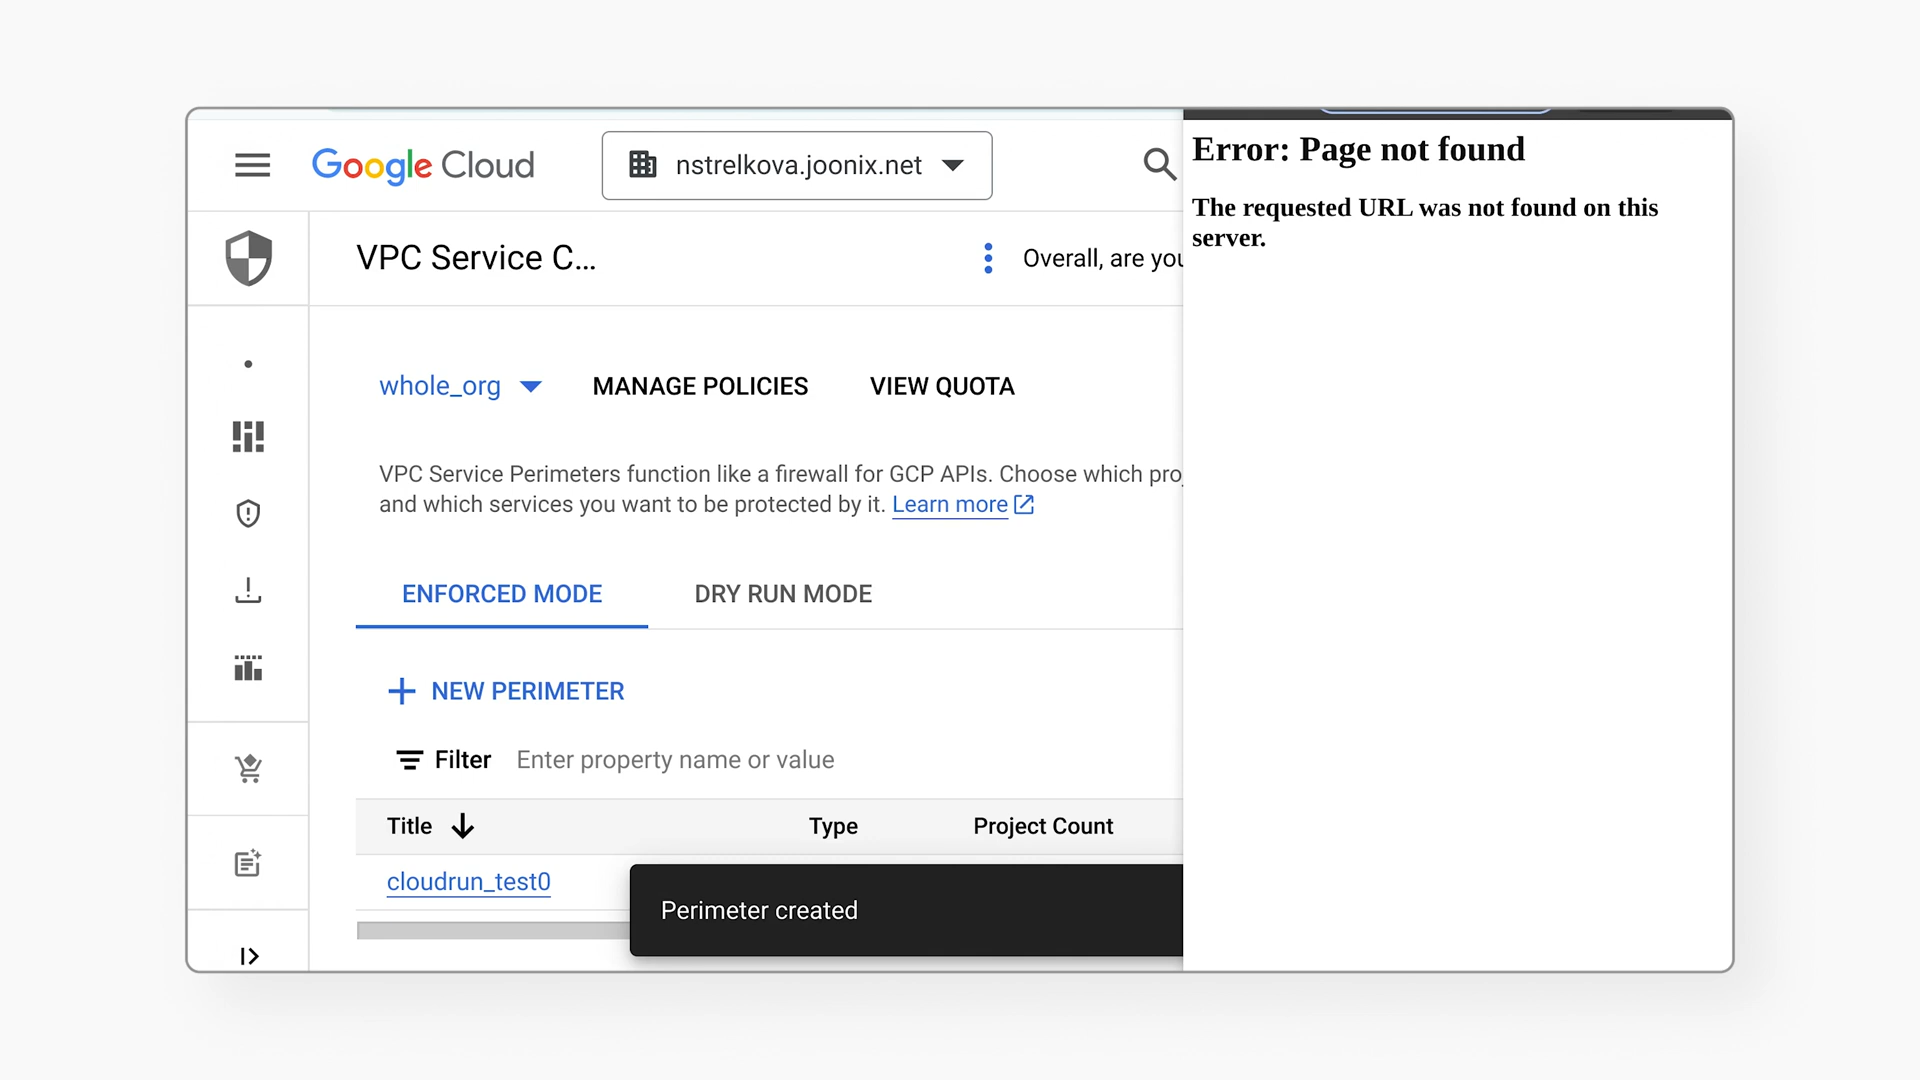 Google Cloud
nstrelkova.joonix.net
VPC Service C...
Overall, are you
whole_org
MANAGE POLICIES
VIEW QUOTA
VPC Service Perimeters function like a firewall for GCP APIs. Choose which pro
and which services you want to be protected by it. Learn more
ENFORCED MODE
DRY RUN MODE
NEW PERIMETER
Filter Enter property name or value
Title Type Project Count
cloudrun_test0
Perimeter created
Error: Page not found
The requested URL was not found on this
server.